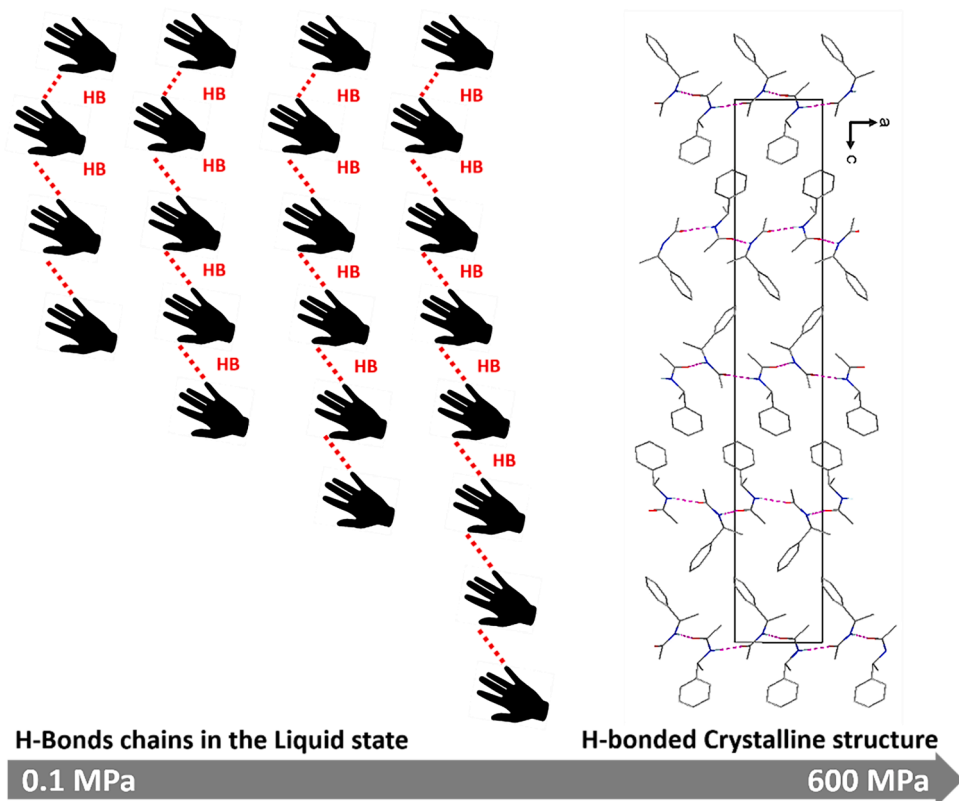 HB HB HB HB
a
c
HB HB HB HB
HB HB HB
HB HB HB
HB
H-Bonds chains in the Liquid state
H-bonded Crystalline structure
0.1 MPa
600 MPa